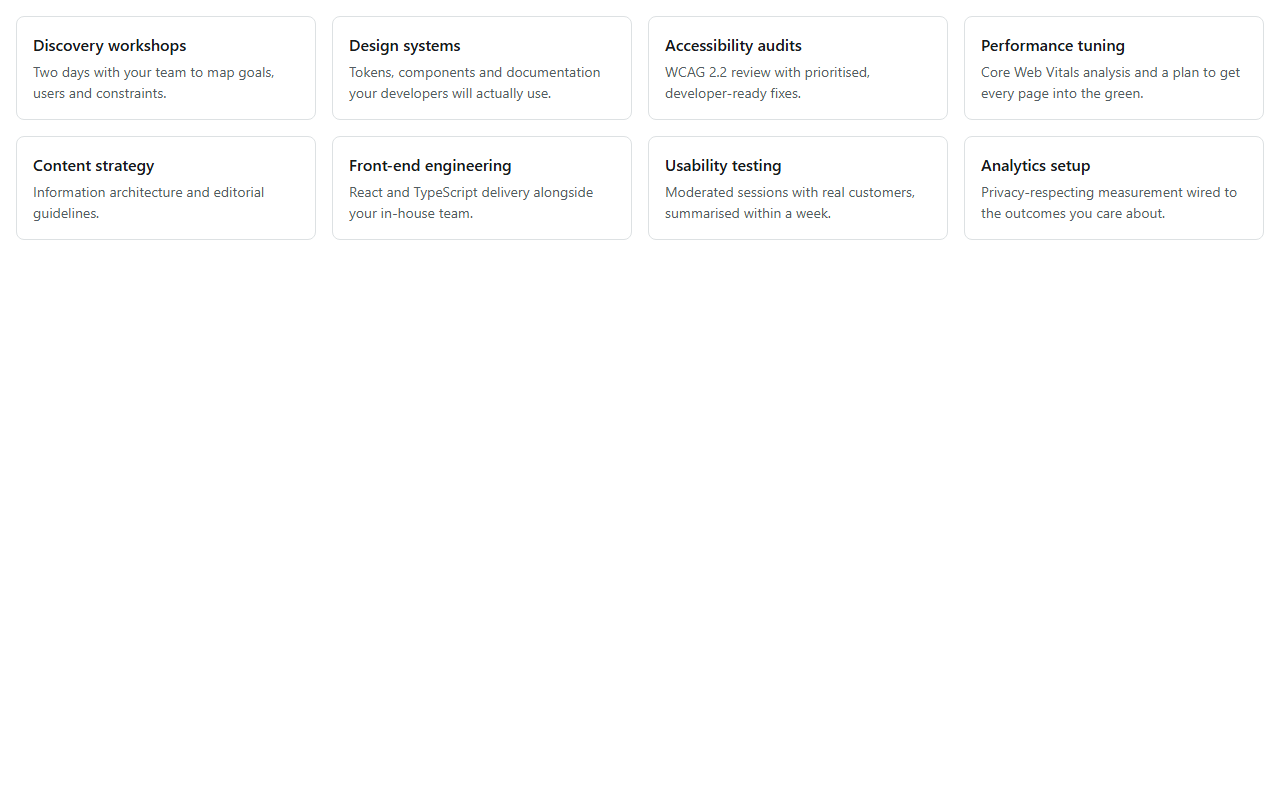 Discovery workshops
Two days with your team to map goals,
users and constraints.
Design systems
Tokens, components and documentation
your developers will actually use.
Accessibility audits
WCAG 2.2 review with prioritised,
developer-ready fixes.
Performance tuning
Core Web Vitals analysis and a plan to get
every page into the green.
Content strategy
Information architecture and editorial
guidelines.
Front-end engineering
React and TypeScript delivery alongside
your in-house team.
Usability testing
Moderated sessions with real customers,
summarised within a week.
Analytics setup
Privacy-respecting measurement wired to
the outcomes you care about.